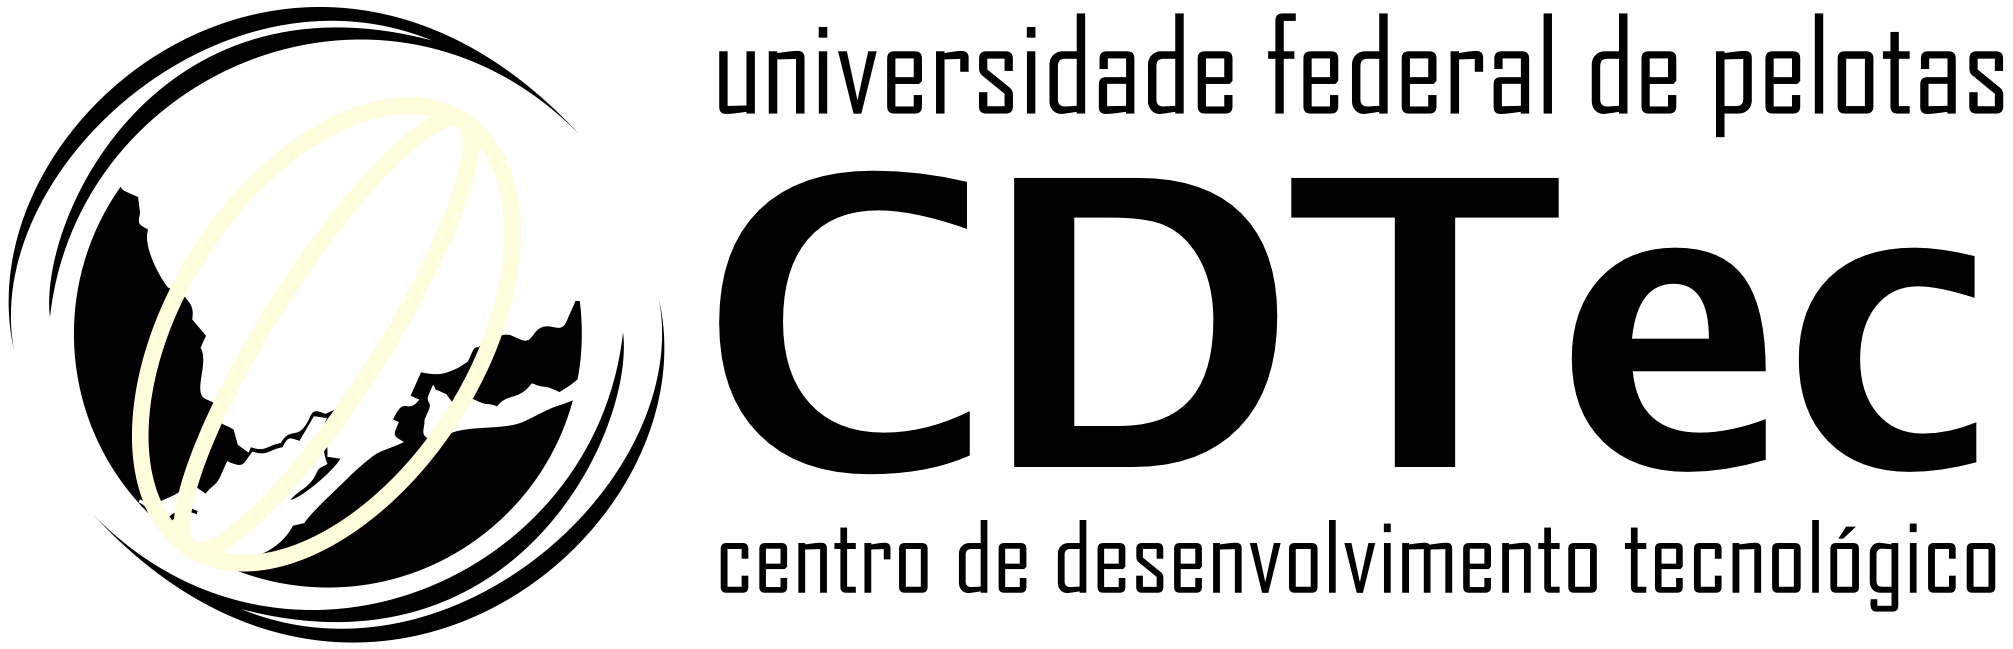 universidade federal de pelotas
CDTec
centro de desenvolvimento tecnológico